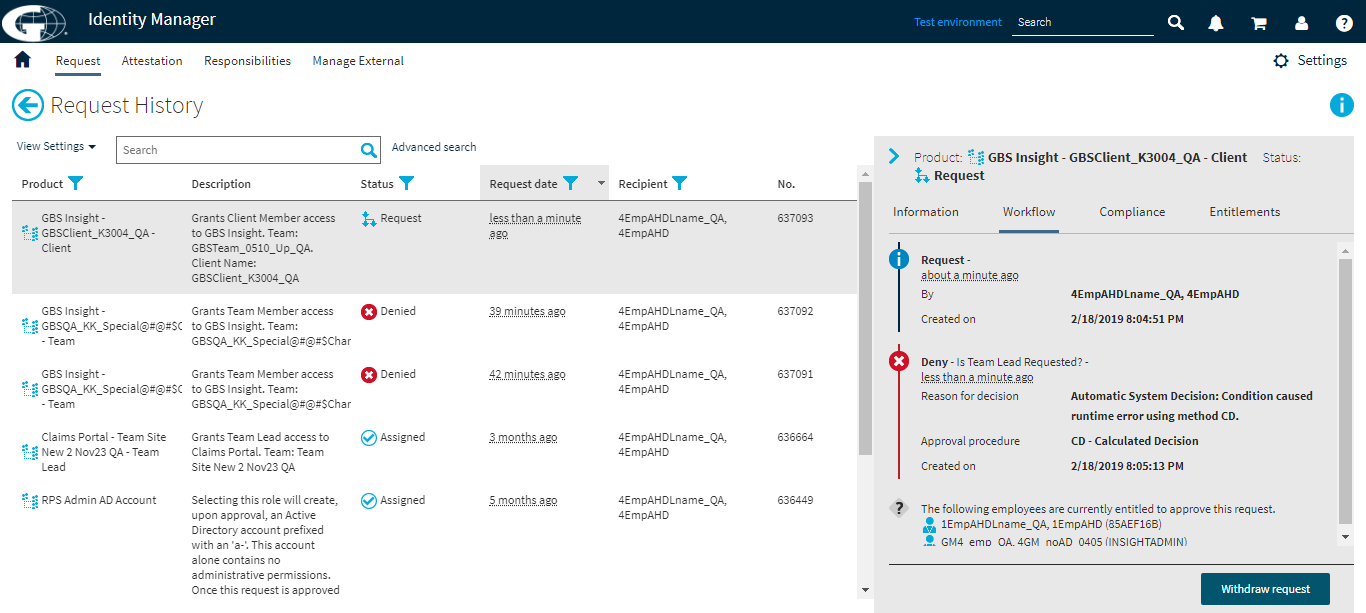 Identity Manager
Test environment
Search
Request
Attestation
Responsibilities
Manage External
Settings
Request History
View Settings
Search
Advanced search
Product
Description
Status
Request date
Recipient
No.
GBS Insight -
GBSClient_K3004_QA -
Client
Grants Client Member access
to GBS Insight. Team:
GBSTeam_0510_Up_QA.
Client Name:
GBSClient_K3004_QA
Request
less than a minute
ago
4EmpAHDLname_QA,
4EmpAHD
637093
GBS Insight -
GBSQA_KK_Special@#@#$C
- Team
Grants Team Member access
to GBS Insight. Team:
GBSQA_KK_Special@#@#$Char
Denied
39 minutes ago
4EmpAHDLname_QA,
4EmpAHD
637092
GBS Insight -
GBSQA_KK_Special@#@#$C
- Team
Grants Team Member access
to GBS Insight. Team:
GBSQA_KK_Special@#@#$Char
Denied
42 minutes ago
4EmpAHDLname_QA,
4EmpAHD
637091
Claims Portal - Team Site
New 2 Nov23 QA - Team
Lead
Grants Team Lead access to
Claims Portal. Team: Team
Site New 2 Nov23 QA
Assigned
3 months ago
4EmpAHDLname_QA,
4EmpAHD
636664
RPS Admin AD Account
Selecting this role will create,
upon approval, an Active
Directory account prefixed
with an 'a-'. This account
alone contains no
administrative permissions.
Once this request is approved
Assigned
5 months ago
4EmpAHDLname_QA,
4EmpAHD
636449
Product: GBS Insight - GBSClient_K3004_QA - Client Status:
Request
Information
Workflow
Compliance
Entitlements
Request -
about a minute ago
By 4EmpAHDLname_QA, 4EmpAHD
Created on 2/18/2019 8:04:51 PM
Deny - Is Team Lead Requested? -
less than a minute ago
Reason for decision Automatic System Decision: Condition caused
runtime error using method CD.
Approval procedure CD - Calculated Decision
Created on 2/18/2019 8:05:13 PM
The following employees are currently entitled to approve this request.
1EmpAHDLname_QA, 1EmpAHD (85AEF16B)
GM4_emp_QA, 4GM_noAD_0405 (INSIGHTADMIN)
Withdraw request